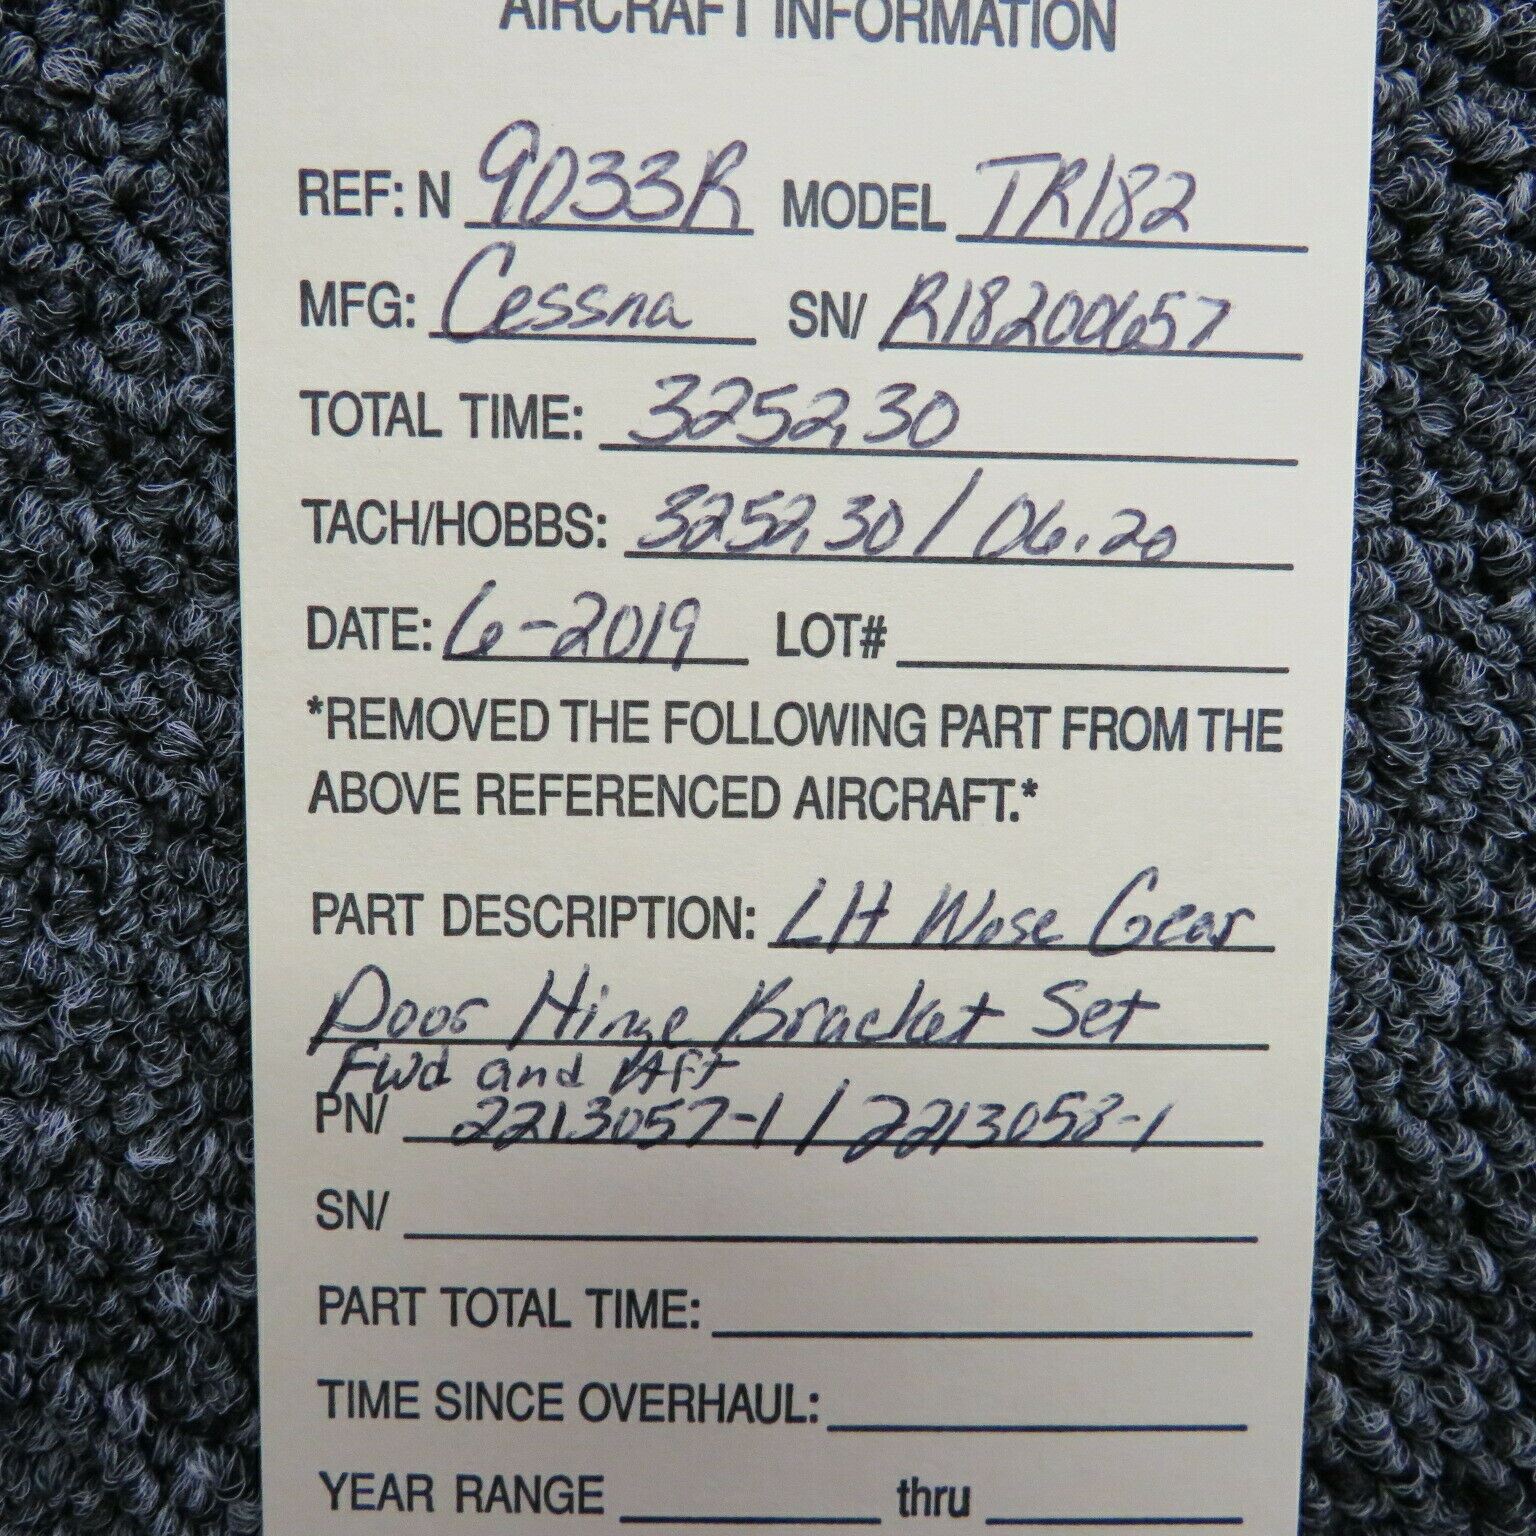 AIRCRAFT INFORMATION
REF: N 9033R MODEL TR182
MFG: Cessna SN/ R18200657
TOTAL TIME: 3252.30
TACH/HOBBS: 3252.30 / 06.20
DATE: 6-2019 LOT#
*REMOVED THE FOLLOWING PART FROM THE
ABOVE REFERENCED AIRCRAFT.*
PART DESCRIPTION: LH Nose Gear
Door Hinge Bracket Set
Fwd and Aft
PN/ 2213057-1 / 2213058-1
SN/
PART TOTAL TIME:
TIME SINCE OVERHAUL:
YEAR RANGE thru